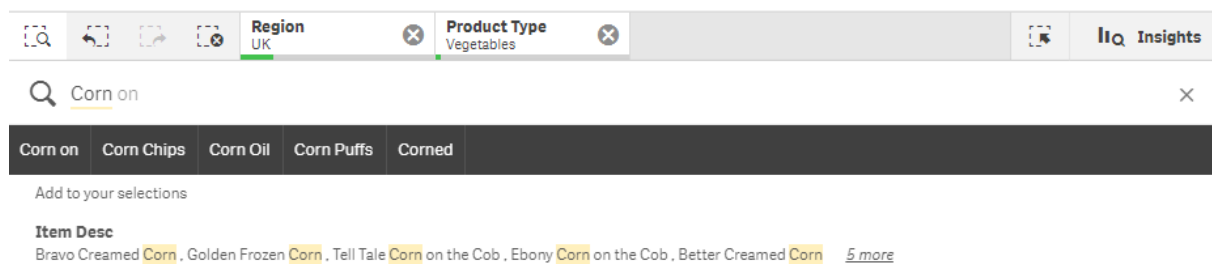 Region Product Type
UK Vegetables Insights
Corn on
Corn on Corn Chips Corn Oil Corn Puffs Corned
Add to your selections
Item Desc
Bravo Creamed Corn , Golden Frozen Corn , Tell Tale Corn on the Cob , Ebony Corn on the Cob , Better Creamed Corn 5 more